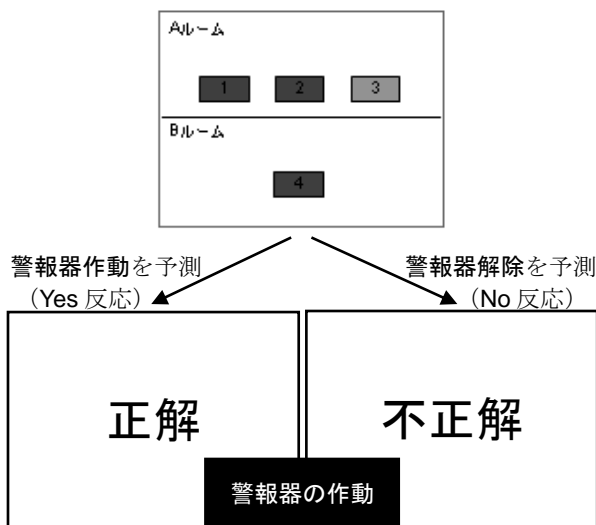 Aルーム
1 2 3
Bルーム
4
警報器作動を予測
(Yes 反応)
警報器解除を予測
(No 反応)
正解
不正解
警報器の作動